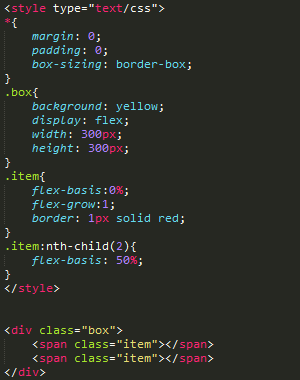 <style type="text/css">
*{
    margin: 0;
    padding: 0;
    box-sizing: border-box;
}
.box{
    background: yellow;
    display: flex;
    width: 300px;
    height: 300px;
}
.item{
    flex-basis:0%;
    flex-grow:1;
    border: 1px solid red;
}
.item:nth-child(2){
    flex-basis: 50%;
}
</style>
<div class="box">
    <span class="item"></span>
    <span class="item"></span>
</div>